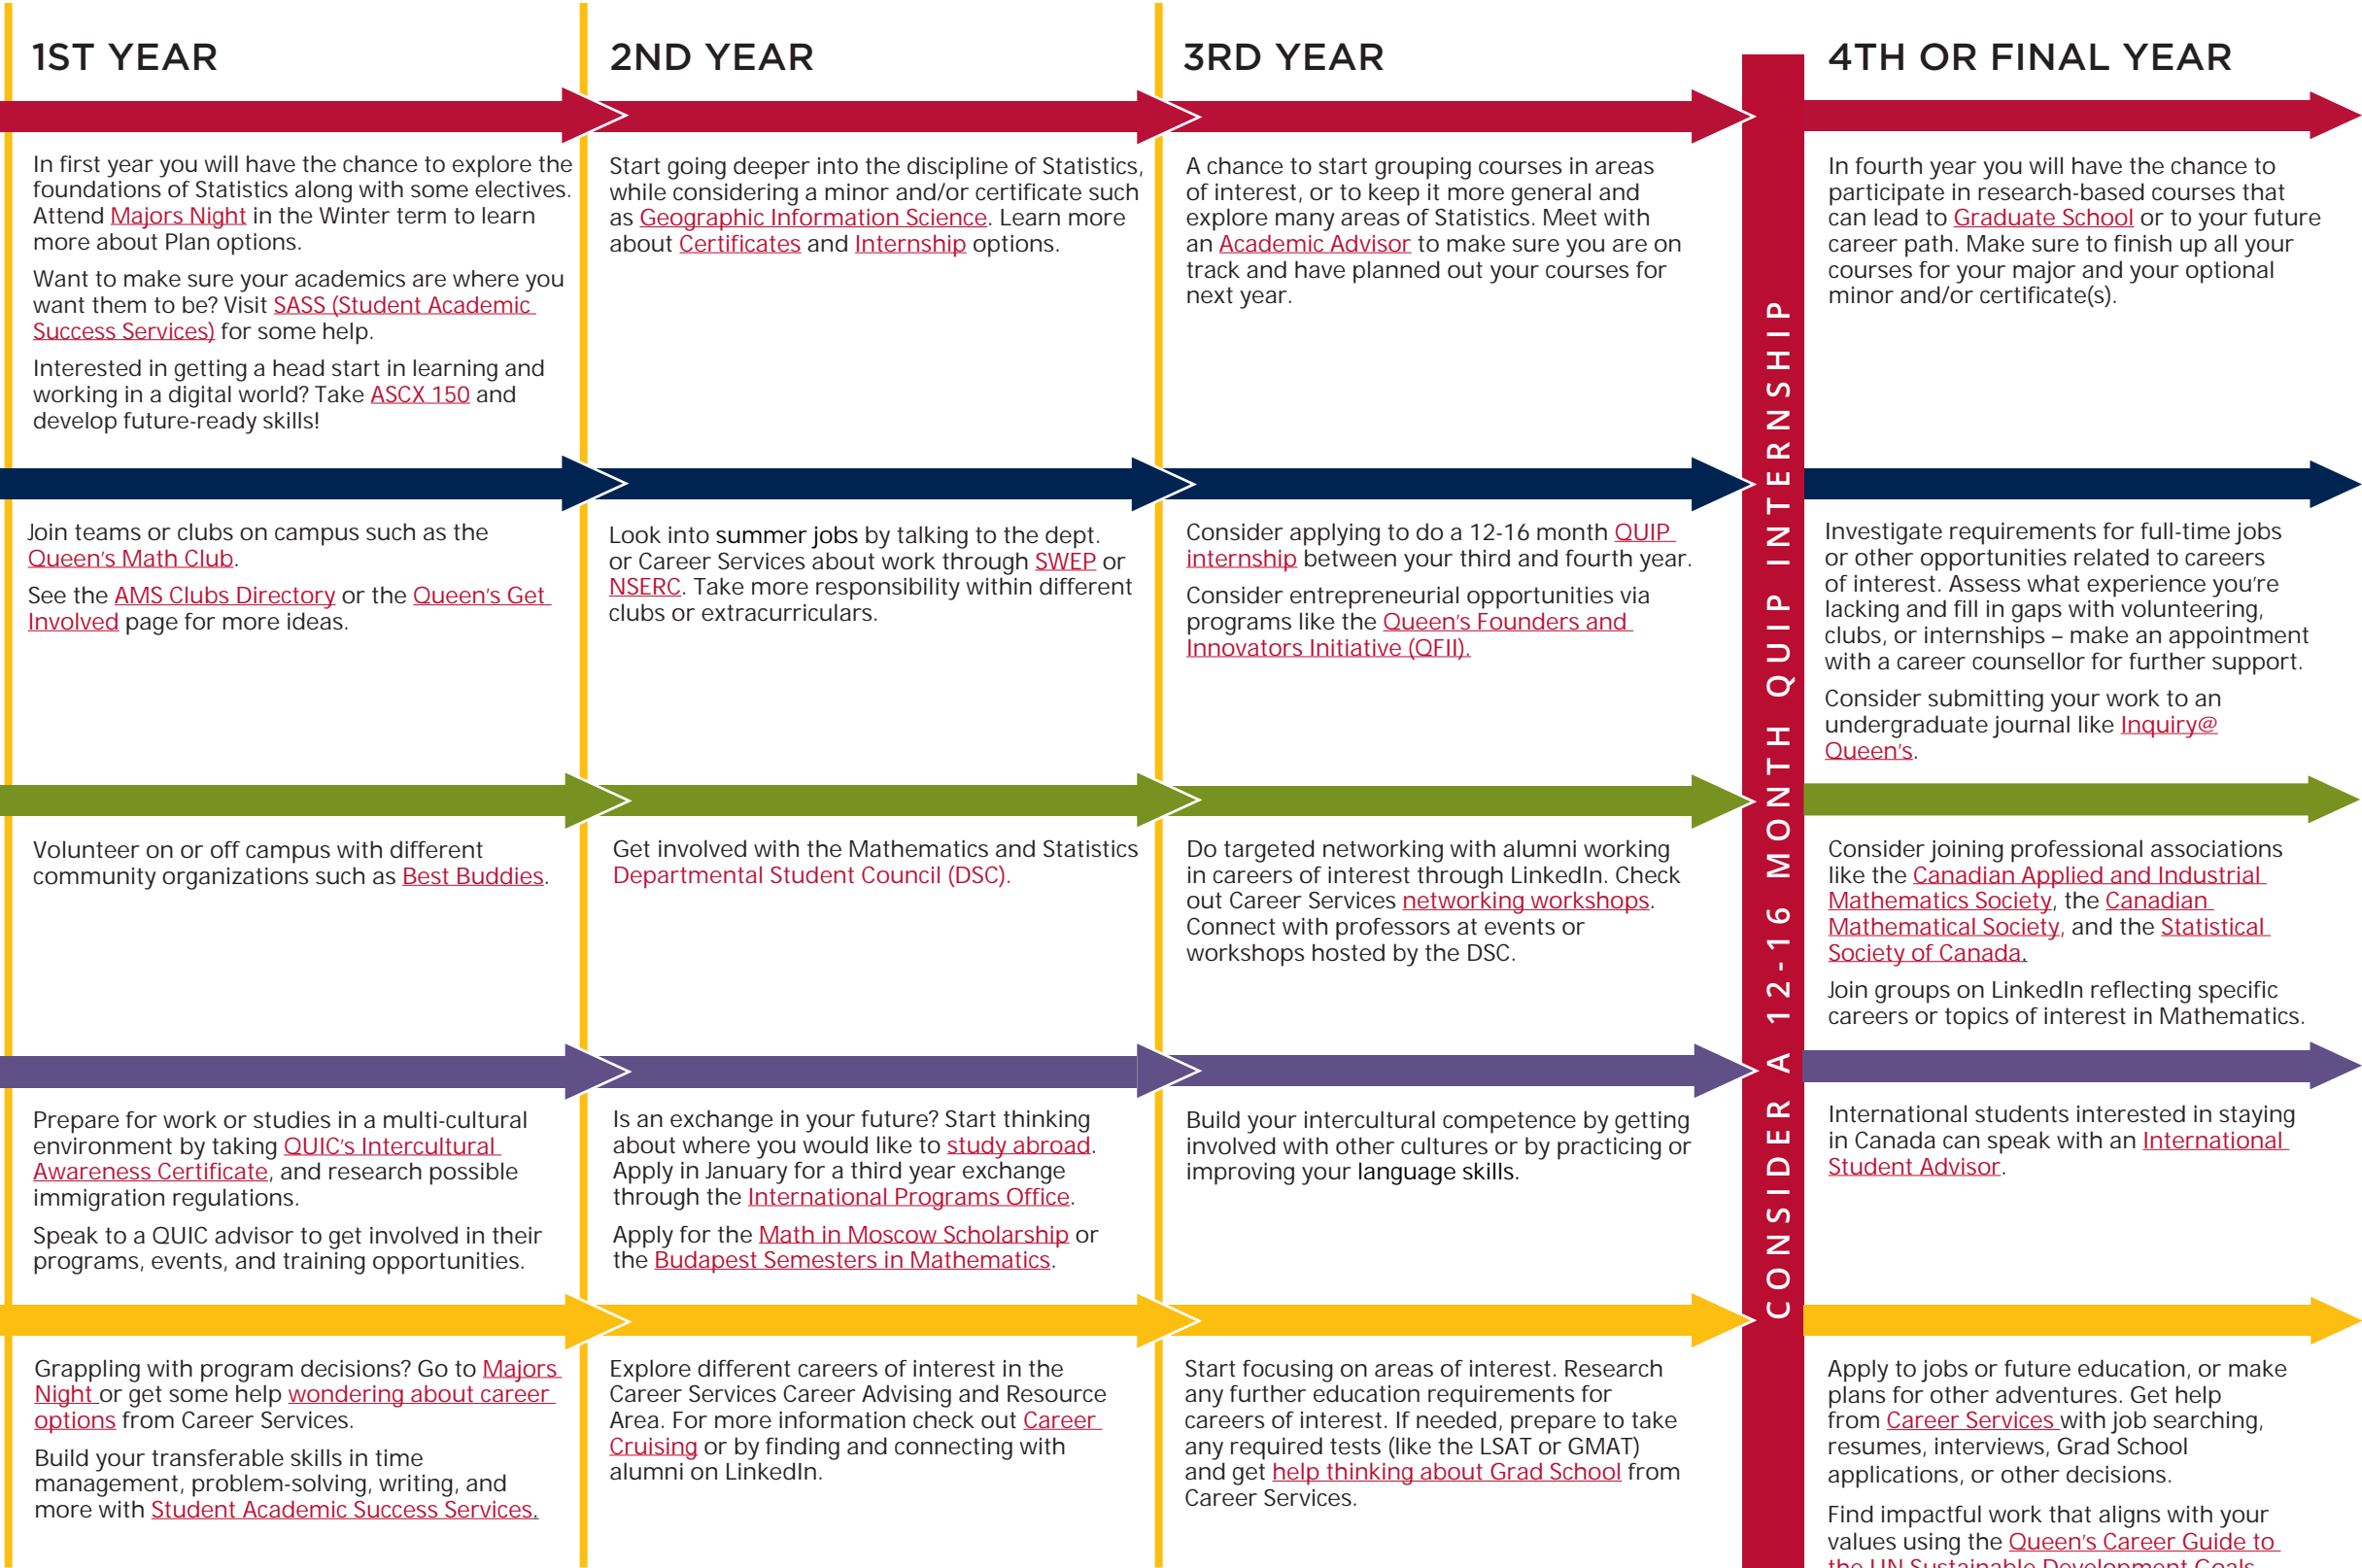 1ST YEAR
2ND YEAR
3RD YEAR
4TH OR FINAL YEAR
In first year you will have the chance to explore the
foundations of Statistics along with some electives.
Attend Majors Night in the Winter term to learn
more about Plan options.
Want to make sure your academics are where you
want them to be? Visit SASS (Student Academic
Success Services) for some help.
Interested in getting a head start in learning and
working in a digital world? Take ASCX 150 and
develop future-ready skills!
Start going deeper into the discipline of Statistics,
while considering a minor and/or certificate such
as Geographic Information Science. Learn more
about Certificates and Internship options.
A chance to start grouping courses in areas
of interest, or to keep it more general and
explore many areas of Statistics. Meet with
an Academic Advisor to make sure you are on
track and have planned out your courses for
next year.
In fourth year you will have the chance to
participate in research-based courses that
can lead to Graduate School or to your future
career path. Make sure to finish up all your
courses for your major and your optional
minor and/or certificate(s).
Join teams or clubs on campus such as the
Queen's Math Club.
See the AMS Clubs Directory or the Queen's Get
Involved page for more ideas.
Look into summer jobs by talking to the dept.
or Career Services about work through SWEP or
NSERC. Take more responsibility within different
clubs or extracurriculars.
Consider applying to do a 12-16 month QUIP
internship between your third and fourth year.
Consider entrepreneurial opportunities via
programs like the Queen's Founders and
Innovators Initiative (QFII).
Investigate requirements for full-time jobs
or other opportunities related to careers
of interest. Assess what experience you're
lacking and fill in gaps with volunteering,
clubs, or internships – make an appointment
with a career counsellor for further support.
Consider submitting your work to an
undergraduate journal like Inquiry@
Queen's.
Volunteer on or off campus with different
community organizations such as Best Buddies.
Get involved with the Mathematics and Statistics
Departmental Student Council (DSC).
Do targeted networking with alumni working
in careers of interest through LinkedIn. Check
out Career Services networking workshops.
Connect with professors at events or
workshops hosted by the DSC.
Consider joining professional associations
like the Canadian Applied and Industrial
Mathematics Society, the Canadian
Mathematical Society, and the Statistical
Society of Canada.
Join groups on LinkedIn reflecting specific
careers or topics of interest in Mathematics.
Prepare for work or studies in a multi-cultural
environment by taking QUIC's Intercultural
Awareness Certificate, and research possible
immigration regulations.
Speak to a QUIC advisor to get involved in their
programs, events, and training opportunities.
Is an exchange in your future? Start thinking
about where you would like to study abroad.
Apply in January for a third year exchange
through the International Programs Office.
Apply for the Math in Moscow Scholarship or
the Budapest Semesters in Mathematics.
Build your intercultural competence by getting
involved with other cultures or by practicing or
improving your language skills.
International students interested in staying
in Canada can speak with an International
Student Advisor.
Grappling with program decisions? Go to Majors
Night or get some help wondering about career
options from Career Services.
Build your transferable skills in time
management, problem-solving, writing, and
more with Student Academic Success Services.
Explore different careers of interest in the
Career Services Career Advising and Resource
Area. For more information check out Career
Cruising or by finding and connecting with
alumni on LinkedIn.
Start focusing on areas of interest. Research
any further education requirements for
careers of interest. If needed, prepare to take
any required tests (like the LSAT or GMAT)
and get help thinking about Grad School from
Career Services.
Apply to jobs or future education, or make
plans for other adventures. Get help
from Career Services with job searching,
resumes, interviews, Grad School
applications, or other decisions.
Find impactful work that aligns with your
values using the Queen's Career Guide to
the UN Sustainable Development Goals
CONSIDER A 12-16 MONTH QUIP INTERNSHIP